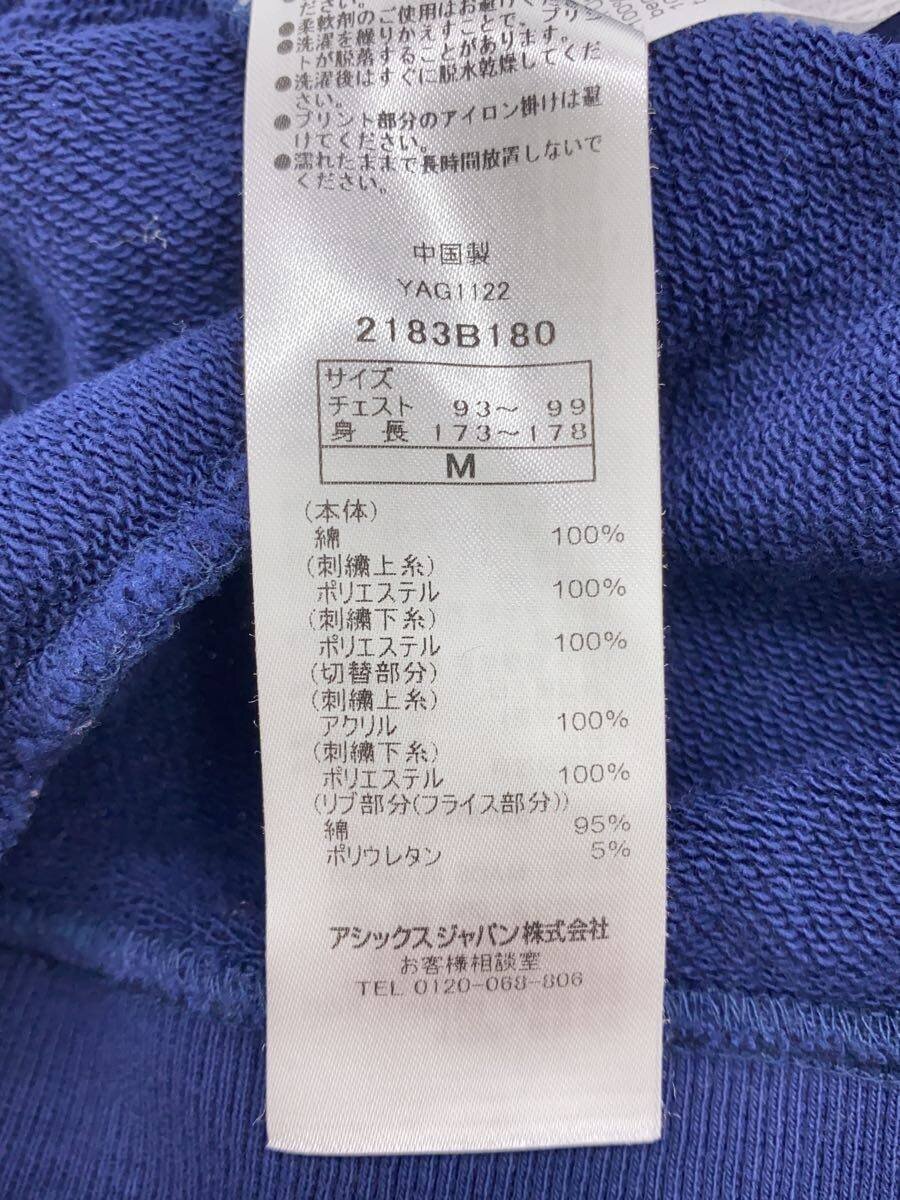 ださい。
●柔軟剤のご使用はお避けくだ
●洗濯を繰りかえすことで、プリン
トが脱落することがあります。
●洗濯後はすぐに脱水乾燥してくだ
さい。
●プリント部分のアイロン掛けは避
けてください。
●濡れたままで長時間放置しないで
ください。
中国製
YAG1122
2183B180
サイズ
チェスト 93～ 99
身 長 173～178
M
(本体)
綿 100%
(刺繍上糸)
ポリエステル 100%
(刺繍下糸)
ポリエステル 100%
(切替部分)
(刺繍上糸)
アクリル 100%
(刺繍下糸)
ポリエステル 100%
(リブ部分(フライス部分))
綿 95%
ポリウレタン 5%
アシックスジャパン株式会社
お客様相談室
TEL 0120-068-806